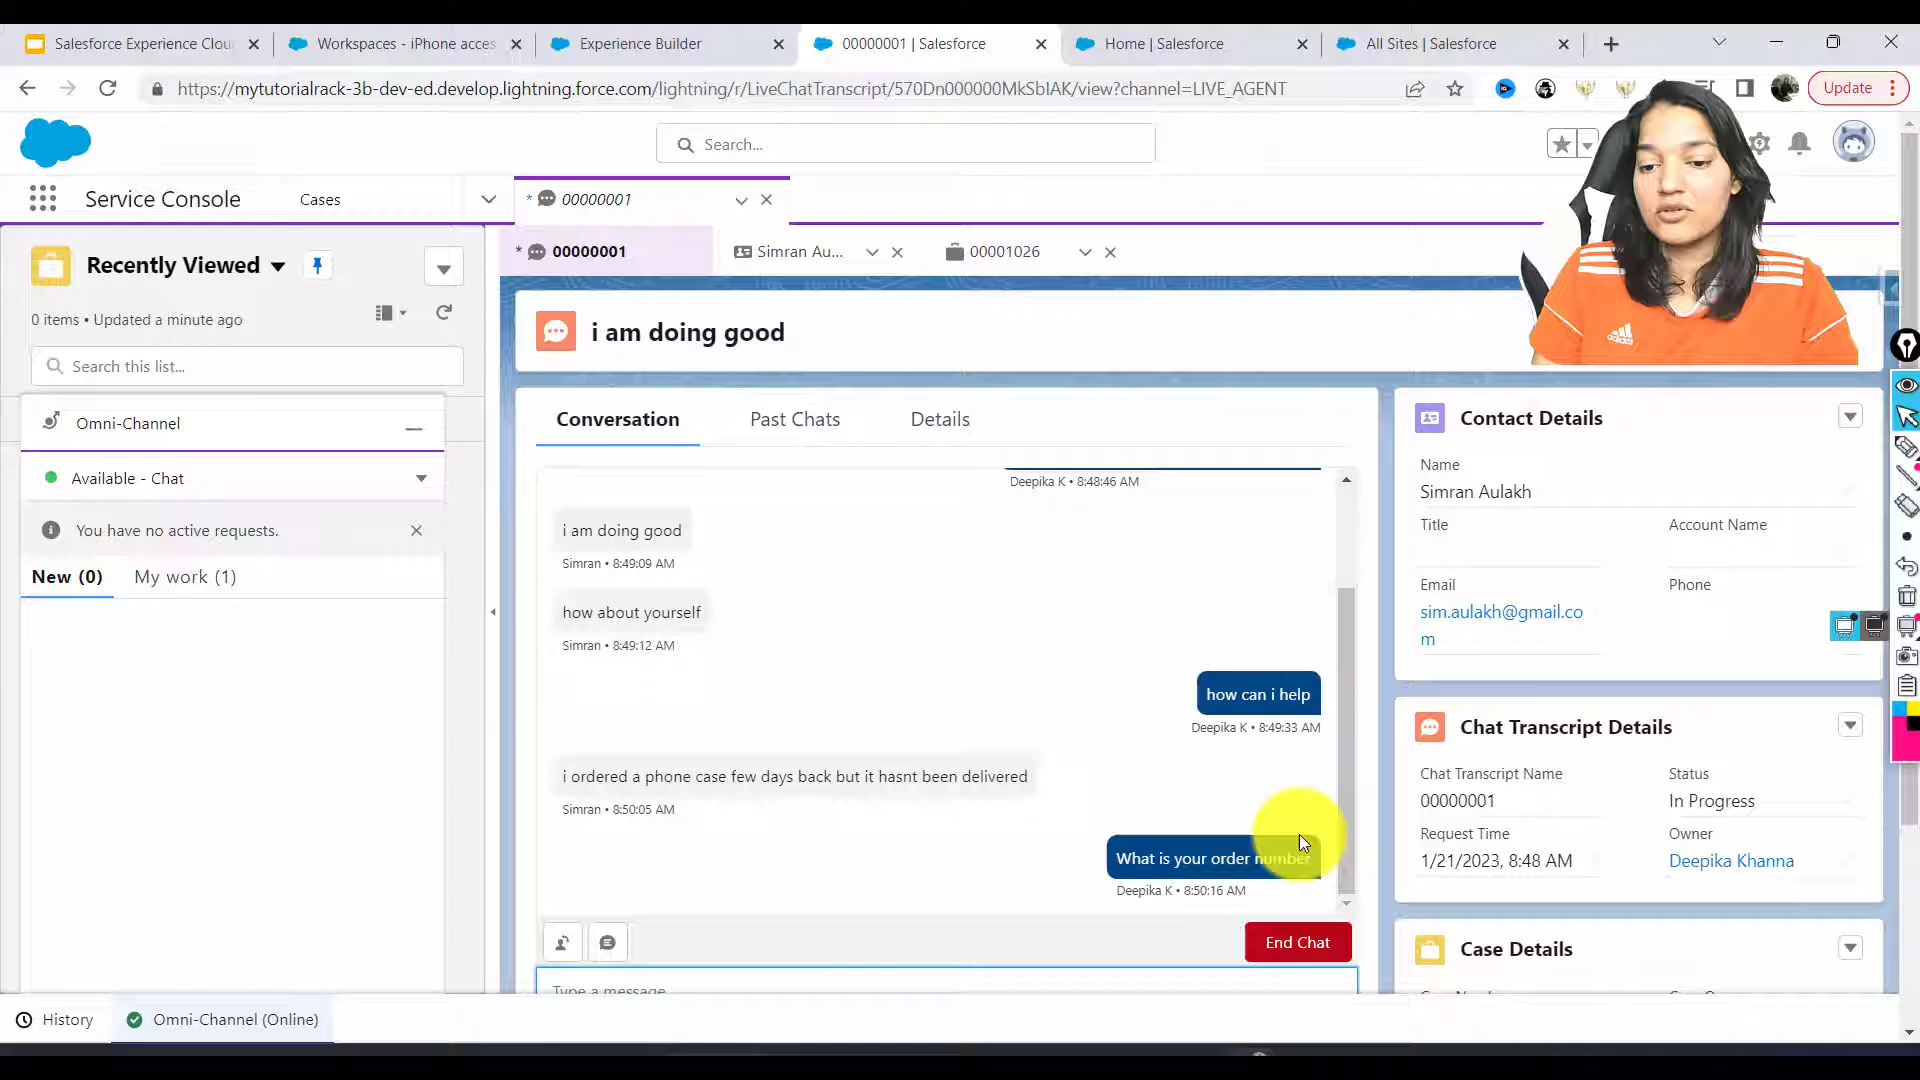 Salesforce Experience Clou
Workspaces - iPhone acces
Experience Builder
00000001 | Salesforce
Home | Salesforce
All Sites | Salesforce
https://mytutorialrack-3b-dev-ed.develop.lightning.force.com/lightning/r/LiveChatTranscript/570Dn000000MkSbIAK/view?channel=LIVE_AGENT
Update
Search...
Service Console
Cases
* 00000001
* 00000001
Simran Au...
00001026
Recently Viewed
0 items • Updated a minute ago
Search this list...
Omni-Channel
Available - Chat
You have no active requests.
New (0)
My work (1)
i am doing good
Conversation
Past Chats
Details
Deepika K • 8:48:46 AM
i am doing good
Simran • 8:49:09 AM
how about yourself
Simran • 8:49:12 AM
how can i help
Deepika K • 8:49:33 AM
i ordered a phone case few days back but it hasnt been delivered
Simran • 8:50:05 AM
What is your order number
Deepika K • 8:50:16 AM
End Chat
Type a message
Contact Details
Name
Simran Aulakh
Title
Account Name
Email
Phone
sim.aulakh@gmail.co
m
Chat Transcript Details
Chat Transcript Name
Status
00000001
In Progress
Request Time
Owner
1/21/2023, 8:48 AM
Deepika Khanna
Case Details
History
Omni-Channel (Online)